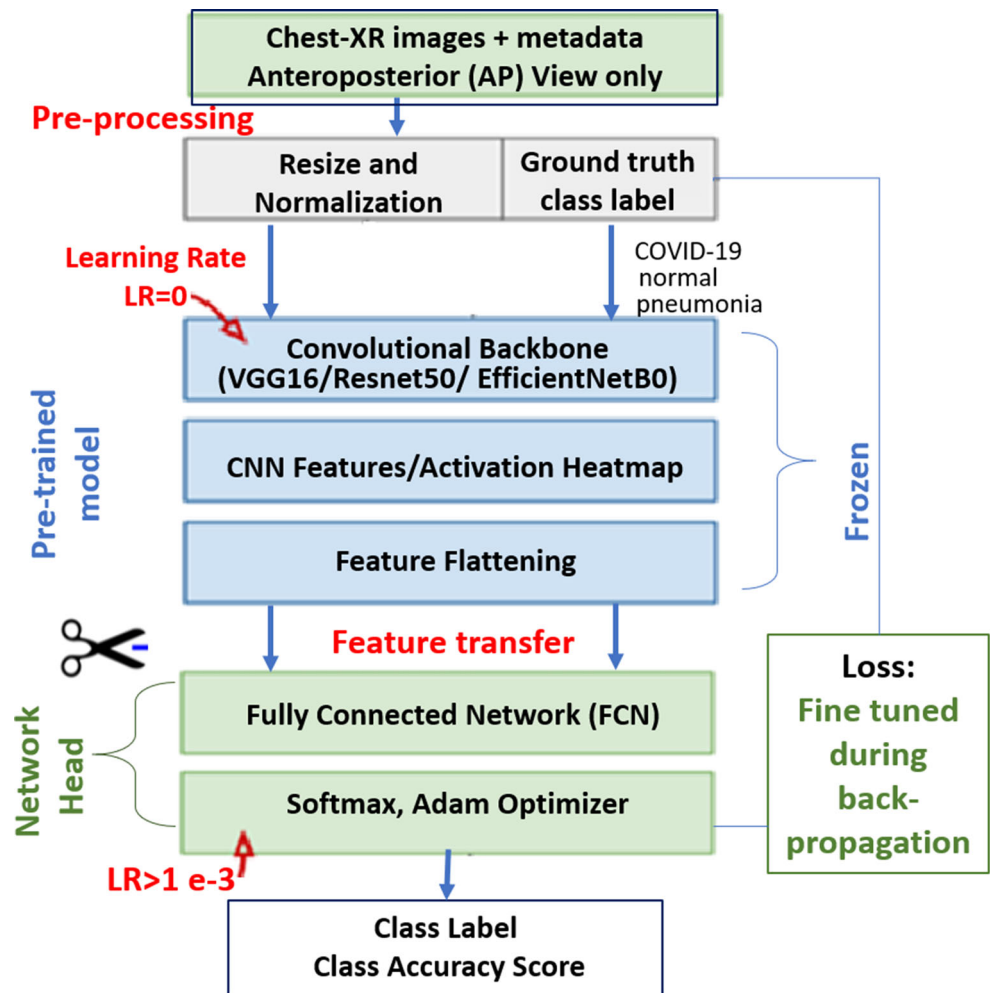 Chest-XR images + metadata
Anteroposterior (AP) View only
Pre-processing
Resize and
Normalization
Ground truth
class label
Learning Rate
LR=0
COVID-19
normal
pneumonia
Convolutional Backbone
(VGG16/Resnet50/ EfficientNetB0)
CNN Features/Activation Heatmap
Feature Flattening
Pre-trained
model
Frozen
Feature transfer
Fully Connected Network (FCN)
Softmax, Adam Optimizer
Network
Head
LR>1 e-3
Loss:
Fine tuned
during
back-
propagation
Class Label
Class Accuracy Score